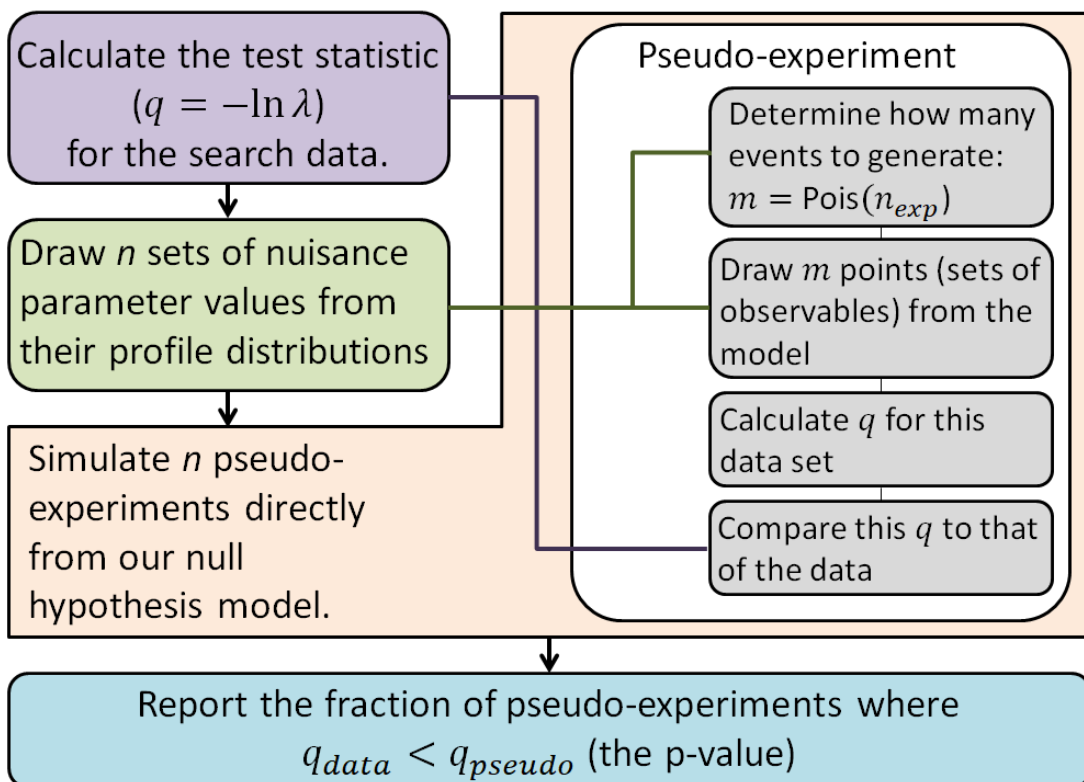 Calculate the test statistic
(q = −ln λ)
for the search data.
Draw n sets of nuisance
parameter values from
their profile distributions
Simulate n pseudo-
experiments directly
from our null
hypothesis model.
Pseudo-experiment
Determine how many
events to generate:
m = Pois(n_exp)
Draw m points (sets of
observables) from the
model
Calculate q for this
data set
Compare this q to that
of the data
Report the fraction of pseudo-experiments where
q_data < q_pseudo (the p-value)